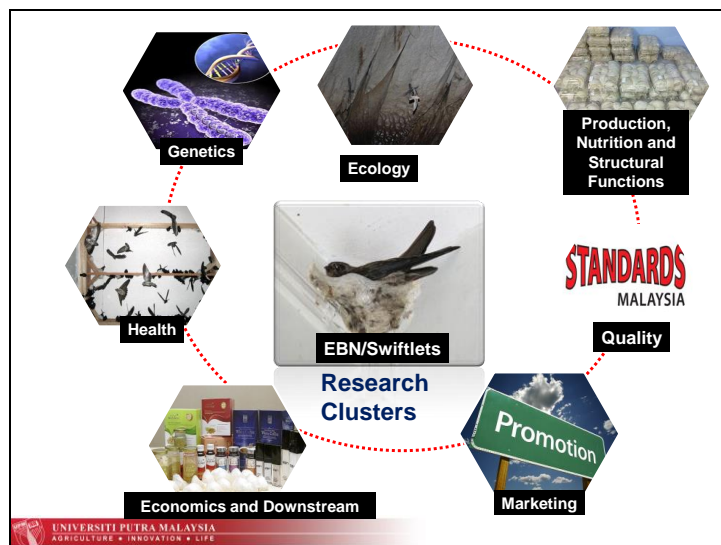 Genetics
Ecology
Production,
Nutrition and
Structural
Functions
Health
EBN/Swiftlets
Research
Clusters
STANDARDS
MALAYSIA
Quality
Promotion
Economics and Downstream
Marketing
UNIVERSITI PUTRA MALAYSIA
AGRICULTURE • INNOVATION • LIFE